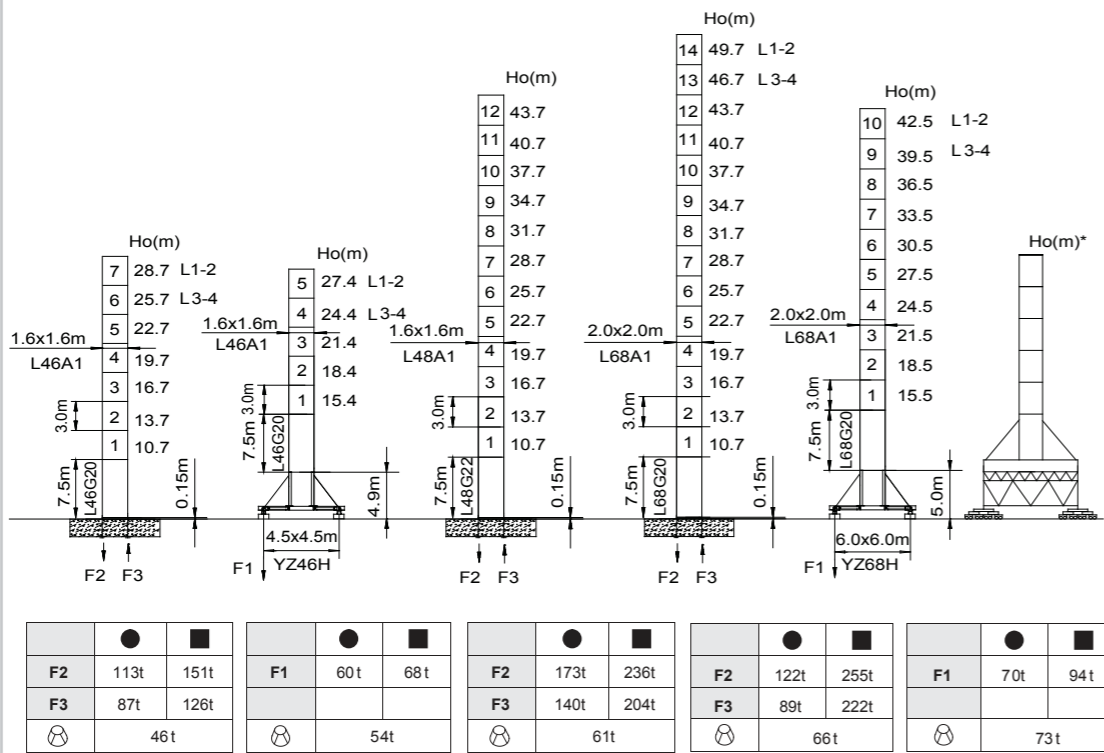 Ho(m)
14 49.7 L1-2
13 46.7 L3-4
12 43.7
11 40.7
10 37.7
9 34.7
8 31.7
7 28.7
6 25.7
5 22.7
4 19.7
3 16.7
2 13.7
1 10.7
2.0x2.0m
L68A1
3.0m
7.5m
L68G20
0.15m
F2 F3
Ho(m)
12 43.7
11 40.7
10 37.7
9 34.7
8 31.7
7 28.7
6 25.7
5 22.7
4 19.7
3 16.7
2 13.7
1 10.7
1.6x1.6m
L48A1
3.0m
7.5m
L48G22
0.15m
F2 F3
Ho(m)
10 42.5 L1-2
9 39.5 L3-4
8 36.5
7 33.5
6 30.5
5 27.5
4 24.5
3 21.5
2 18.5
1 15.5
2.0x2.0m
L68A1
3.0m
7.5m
L68G20
5.0m
6.0x6.0m
F1 YZ68H
Ho(m)
7 28.7 L1-2
6 25.7 L3-4
5 22.7
4 19.7
3 16.7
2 13.7
1 10.7
1.6x1.6m
L46A1
3.0m
7.5m
L46G20
0.15m
F2 F3
Ho(m)
5 27.4 L1-2
4 24.4 L3-4
3 21.4
2 18.4
1 15.4
1.6x1.6m
L46A1
3.0m
7.5m
L46G20
4.9m
4.5x4.5m
F1 YZ46H
Ho(m)*
F2 113t 151t
F3 87t 126t
46t
F1 60t 68t
54t
F2 173t 236t
F3 140t 204t
61t
F2 122t 255t
F3 89t 222t
66t
F1 70t 94t
73t